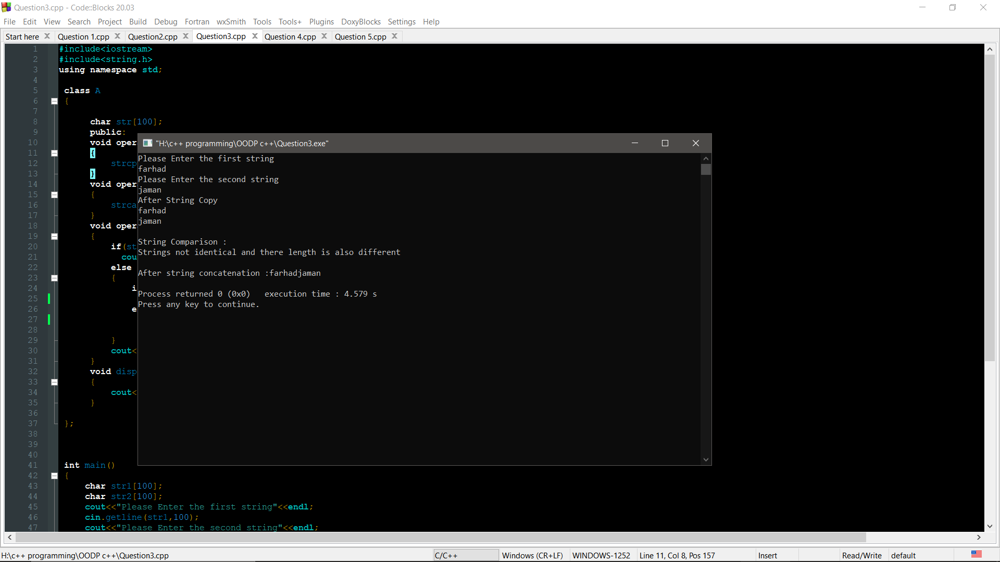 Question3.cpp - Code::Blocks 20.03
File Edit View Search Project Build Debug Fortran wxSmith Tools Tools+ Plugins DoxyBlocks Settings Help
Start here Question 1.cpp Question2.cpp Question3.cpp Question 4.cpp Question 5.cpp
1 #include<iostream>
2 #include<string.h>
3 using namespace std;
4
5 class A
6 {
7
8 char str[100];
9 public:
10 void oper
11 {
12 strcp
13 }
14 void oper
15 {
16 strca
17 }
18 void oper
19 {
20 if(st
21 cou
22 else
23 {
24 i
25
26 e
27
28
29 }
30 cout<
31 }
32 void disp
33 {
34 cout<
35 }
36
37 };
38
39
40
41 int main()
42 {
43 char str1[100];
44 char str2[100];
45 cout<<"Please Enter the first string"<<endl;
46 cin.getline(str1,100);
47 cout<<"Please Enter the second string"<<endl;
"H:\c++ programming\OODP c++\Question3.exe"
Please Enter the first string
farhad
Please Enter the second string
jaman
After String Copy
farhad
jaman
String Comparison :
Strings not identical and there length is also different
After string concatenation :farhadjaman
Process returned 0 (0x0) execution time : 4.579 s
Press any key to continue.
H:\c++ programming\OODP c++\Question3.cpp C/C++ Windows (CR+LF) WINDOWS-1252 Line 11, Col 8, Pos 157 Insert Read/Write default